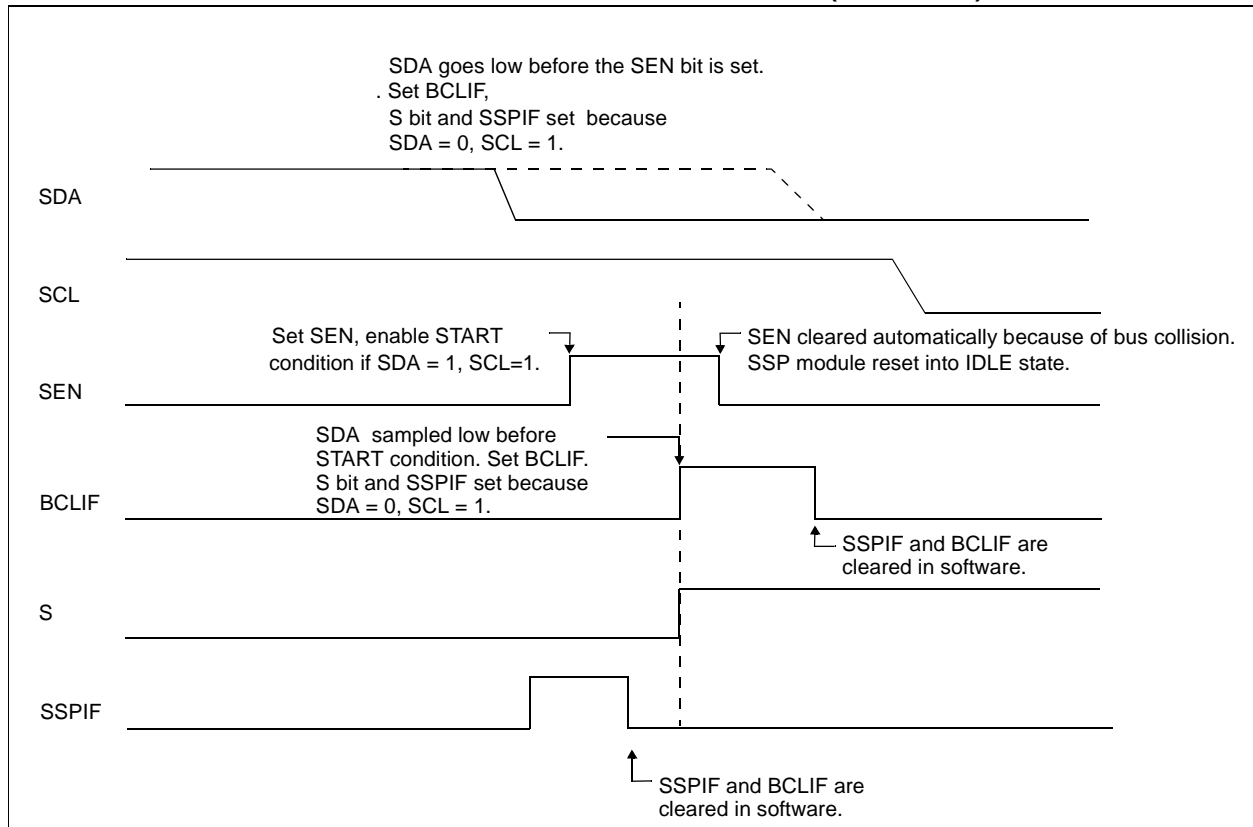 SDA goes low before the SEN bit is set.
. Set BCLIF,
S bit and SSPIF set because
SDA = 0, SCL = 1.
SDA
SCL
Set SEN, enable START
condition if SDA = 1, SCL=1.
SEN cleared automatically because of bus collision.
SSP module reset into IDLE state.
SEN
SDA sampled low before
START condition. Set BCLIF.
S bit and SSPIF set because
SDA = 0, SCL = 1.
BCLIF
SSPIF and BCLIF are
cleared in software.
S
SSPIF
SSPIF and BCLIF are
cleared in software.